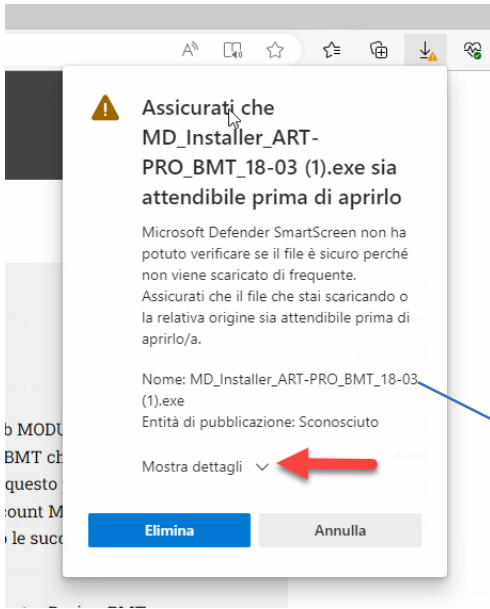 A»
Assicurati che
MD_Installer_ART-
PRO_BMT_18-03 (1).exe sia
attendibile prima di aprirlo
Microsoft Defender SmartScreen non ha
potuto verificare se il file è sicuro perché
non viene scaricato di frequente.
Assicurati che il file che stai scaricando o
la relativa origine sia attendibile prima di
aprirlo/a.
Nome: MD_Installer_ART-PRO_BMT_18-03
(1).exe
Entità di pubblicazione: Sconosciuto
Mostra dettagli
Elimina Annulla
b MODU
BMT ch
questo
count M
le succ